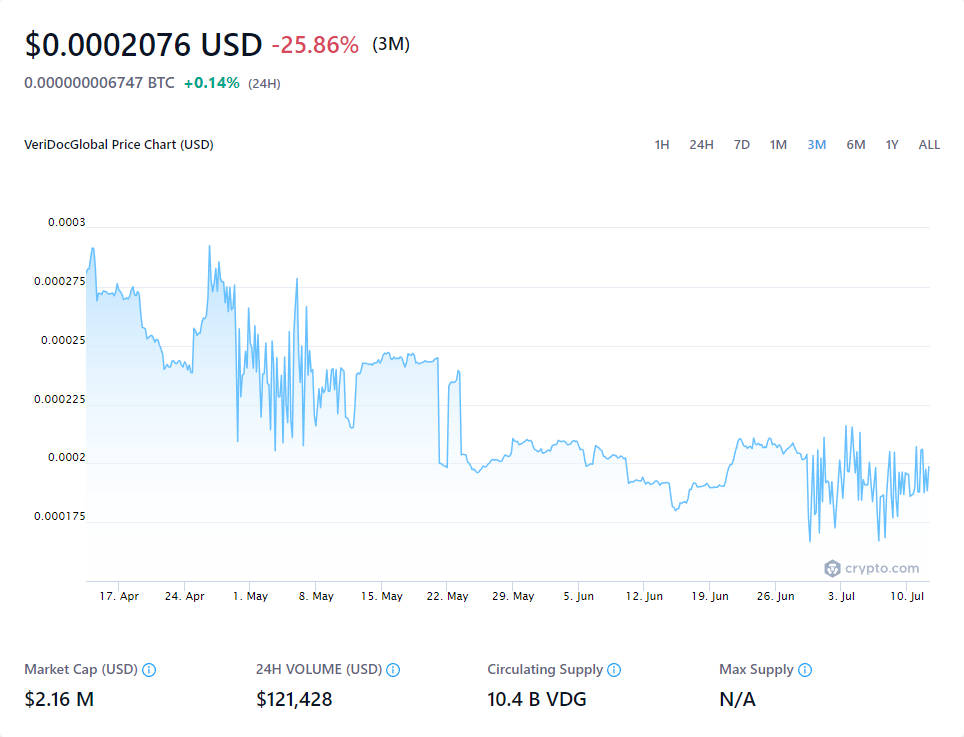 $0.0002076 USD -25.86% (3M)
0.000000006747 BTC +0.14% (24H)
VeriDocGlobal Price Chart (USD)
1H 24H 7D 1M 3M 6M 1Y ALL
0.0003
0.000275
0.00025
0.000225
0.0002
0.000175
crypto.com
17. Apr 24. Apr 1. May 8. May 15. May 22. May 29. May 5. Jun 12. Jun 19. Jun 26. Jun 3. Jul 10. Jul
Market Cap (USD) 24H VOLUME (USD) Circulating Supply Max Supply
$2.16 M $121,428 10.4 B VDG N/A